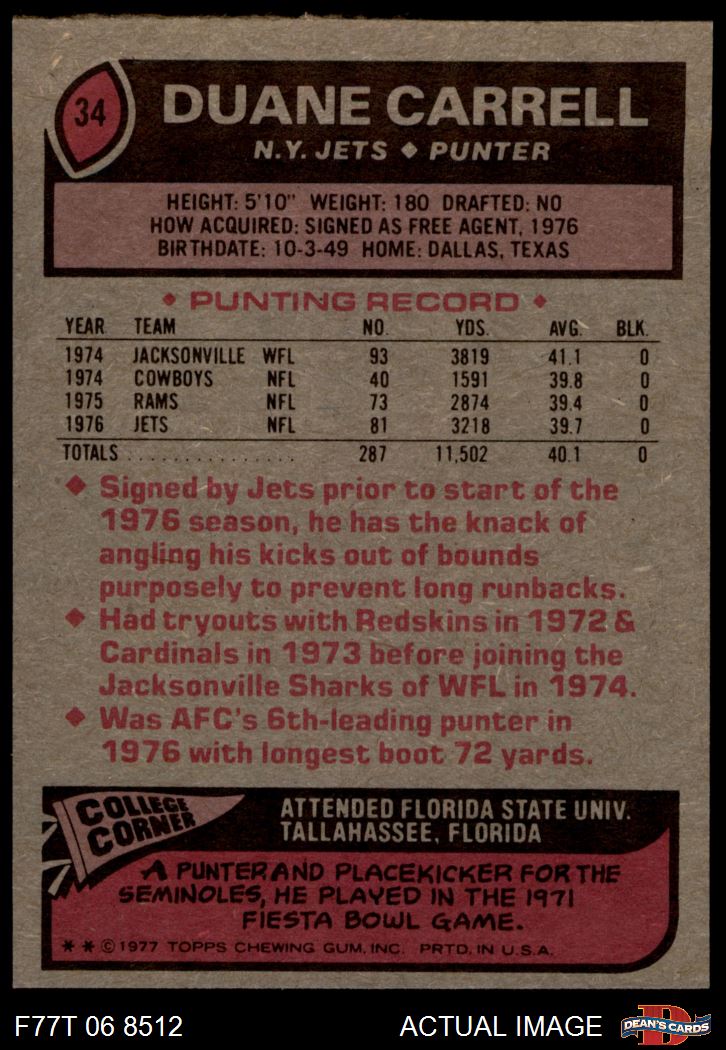 34
DUANE CARRELL
N.Y. JETS ◆ PUNTER
HEIGHT: 5'10" WEIGHT: 180 DRAFTED: NO
HOW ACQUIRED: SIGNED AS FREE AGENT, 1976
BIRTHDATE: 10-3-49 HOME: DALLAS, TEXAS
◆ PUNTING RECORD ◆
YEAR TEAM NO. YDS. AVG. BLK.
1974 JACKSONVILLE WFL 93 3819 41.1 0
1974 COWBOYS NFL 40 1591 39.8 0
1975 RAMS NFL 73 2874 39.4 0
1976 JETS NFL 81 3218 39.7 0
TOTALS . . . . . . . . . . . . . . . 287 11,502 40.1 0
◆ Signed by Jets prior to start of the
1976 season, he has the knack of
angling his kicks out of bounds
purposely to prevent long runbacks.
◆ Had tryouts with Redskins in 1972 &
Cardinals in 1973 before joining the
Jacksonville Sharks of WFL in 1974.
◆ Was AFC's 6th-leading punter in
1976 with longest boot 72 yards.
COLLEGE
CORNER
ATTENDED FLORIDA STATE UNIV.
TALLAHASSEE, FLORIDA
A PUNTER AND PLACEKICKER FOR THE
SEMINOLES, HE PLAYED IN THE 1971
FIESTA BOWL GAME.
* * © 1977 TOPPS CHEWING GUM, INC. PRTD. IN U.S.A.
F77T 06 8512 ACTUAL IMAGE
D
DEAN'S CARDS